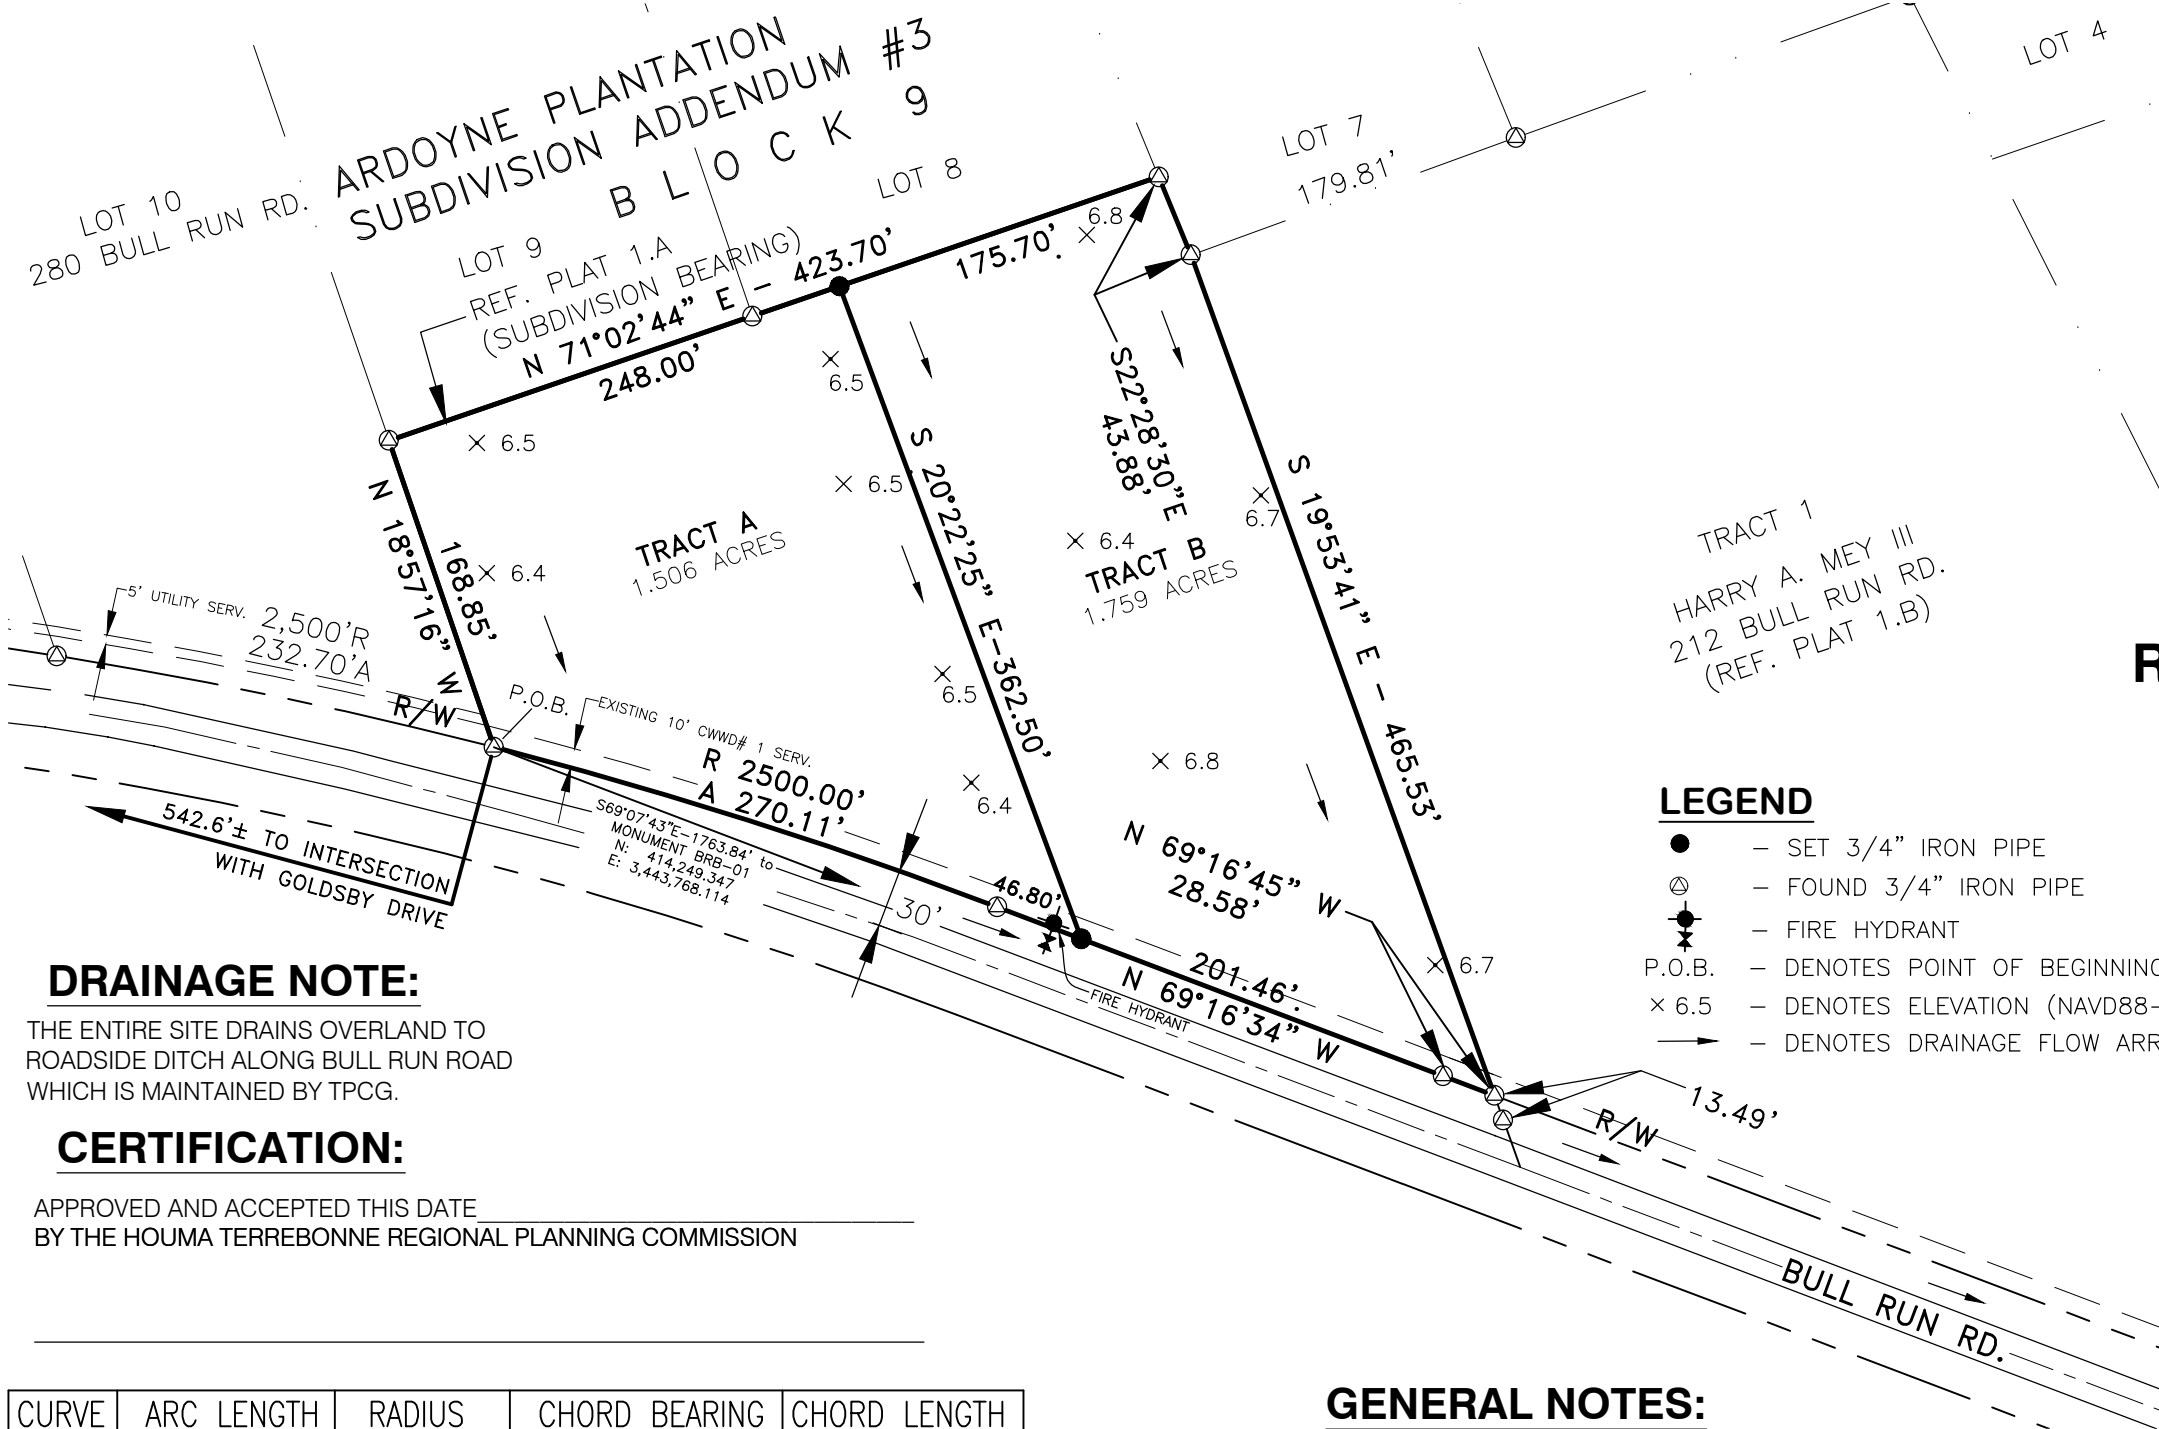 ARDOYNE PLANTATION
SUBDIVISION ADDENDUM #3
BLOCK 9
LOT 4
LOT 7
179.81'
LOT 8
LOT 10
280 BULL RUN RD.
LOT 9
REF. PLAT 1.A
(SUBDIVISION BEARING)
N 71°02'44" E - 423.70'
248.00'
175.70'
6.8
6.5
6.5
6.5
6.4
6.4
6.7
6.5
6.4
6.8
6.7
S22°28'30"E
43.88'
S 20°22'25" E-362.50'
S 19°53'41" E - 465.53'
N 18°57'16" W
168.85'
TRACT A
1.506 ACRES
TRACT B
1.759 ACRES
TRACT 1
HARRY A. MEY III
212 BULL RUN RD.
(REF. PLAT 1.B)
R
5' UTILITY SERV.
2,500'R
232.70'A
R/W
P.O.B.
EXISTING 10' CWWD# 1 SERV.
R 2500.00'
A 270.11'
S69°07'43"E-1763.84' to
MONUMENT BRB-01
N: 414,249.347
E: 3,443,768.114
542.6'± TO INTERSECTION
WITH GOLDSBY DRIVE
30'
46.80'
N 69°16'45" W
28.58'
201.46'
N 69°16'34" W
FIRE HYDRANT
13.49'
R/W
BULL RUN RD.
LEGEND
- SET 3/4" IRON PIPE
- FOUND 3/4" IRON PIPE
- FIRE HYDRANT
P.O.B. - DENOTES POINT OF BEGINNING
× 6.5 - DENOTES ELEVATION (NAVD88-
- DENOTES DRAINAGE FLOW ARR
DRAINAGE NOTE:
THE ENTIRE SITE DRAINS OVERLAND TO
ROADSIDE DITCH ALONG BULL RUN ROAD
WHICH IS MAINTAINED BY TPCG.
CERTIFICATION:
APPROVED AND ACCEPTED THIS DATE
BY THE HOUMA TERREBONNE REGIONAL PLANNING COMMISSION
CURVE ARC LENGTH RADIUS CHORD BEARING CHORD LENGTH
GENERAL NOTES: